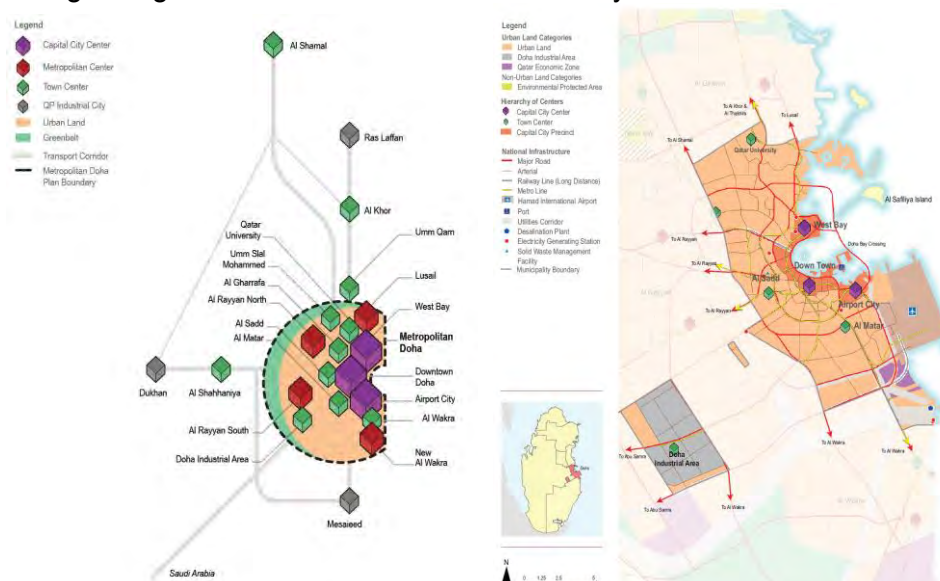 Legend
Capital City Center
Metropolitan Center
Town Center
QP Industrial City
Urban Land
Greenbelt
Transport Corridor
Metropolitan Doha
Plan Boundary
Al Shamal
Ras Laffan
Al Khor
Qatar
University
Umm Qarn
Umm Slal
Mohammed
Lusail
Al Gharrafa
Al Rayyan North
West Bay
Al Sadd
Al Matar
Metropolitan
Doha
Downtown
Doha
Dukhan
Al Shahhaniya
Airport City
Al Wakra
Al Rayyan South
Doha Industrial Area
New
Al Wakra
Mesaieed
Saudi Arabia
Legend
Urban Land Categories
Urban Land
Doha Industrial Area
Qatar Economic Zone
Non-Urban Land Categories
Environmental Protected Area
Hierarchy of Centers
Capital City Center
Town Center
Capital City Precinct
National Infrastructure
Major Road
Arterial
Railway Line (Long Distance)
Metro Line
Hamad International Airport
Port
Utilities Corridor
Desalination Plant
Electricity Generating Station
Solid Waste Management
Facility
Municipality Boundary
Doha
N
0 1.25 2.5 5
To Al Khor &
Al Thakhira
To Lusail
To Al Shamal
Qatar University
Al Safliya Island
West Bay
To Al Rayyan
Doha Bay Crossing
To Al Rayyan
Down Town
Al Sadd
Airport City
To Al Rayyan
Al Matar
To Al Wakra
To Al Wakra
Doha
Industrial Area
To Abu Samra
To Abu Samra
To Al Wakra